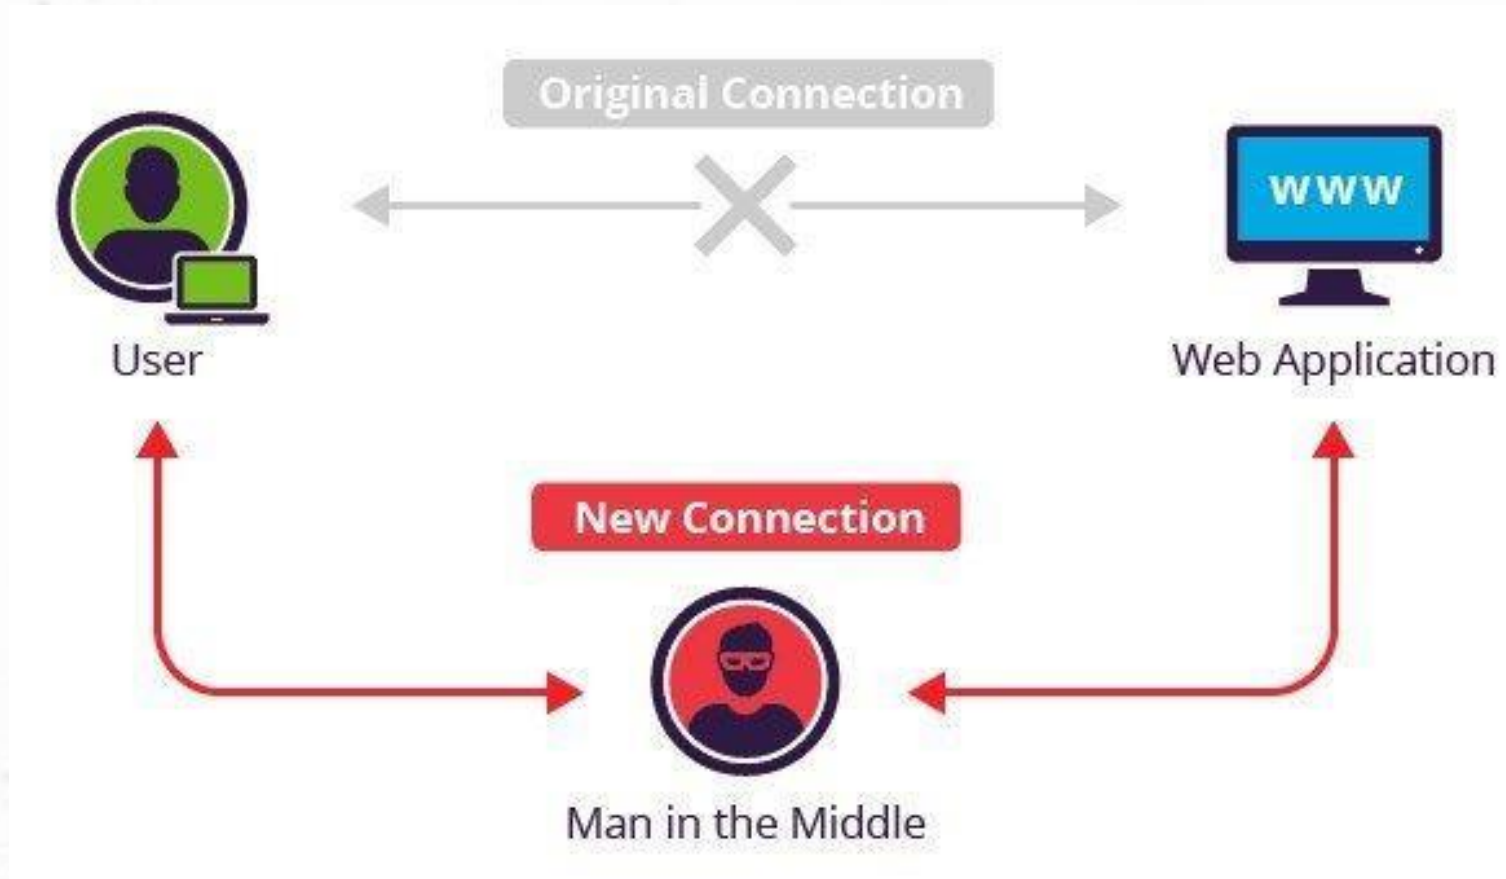 Original Connection
www
User
Web Application
New Connection
Man in the Middle